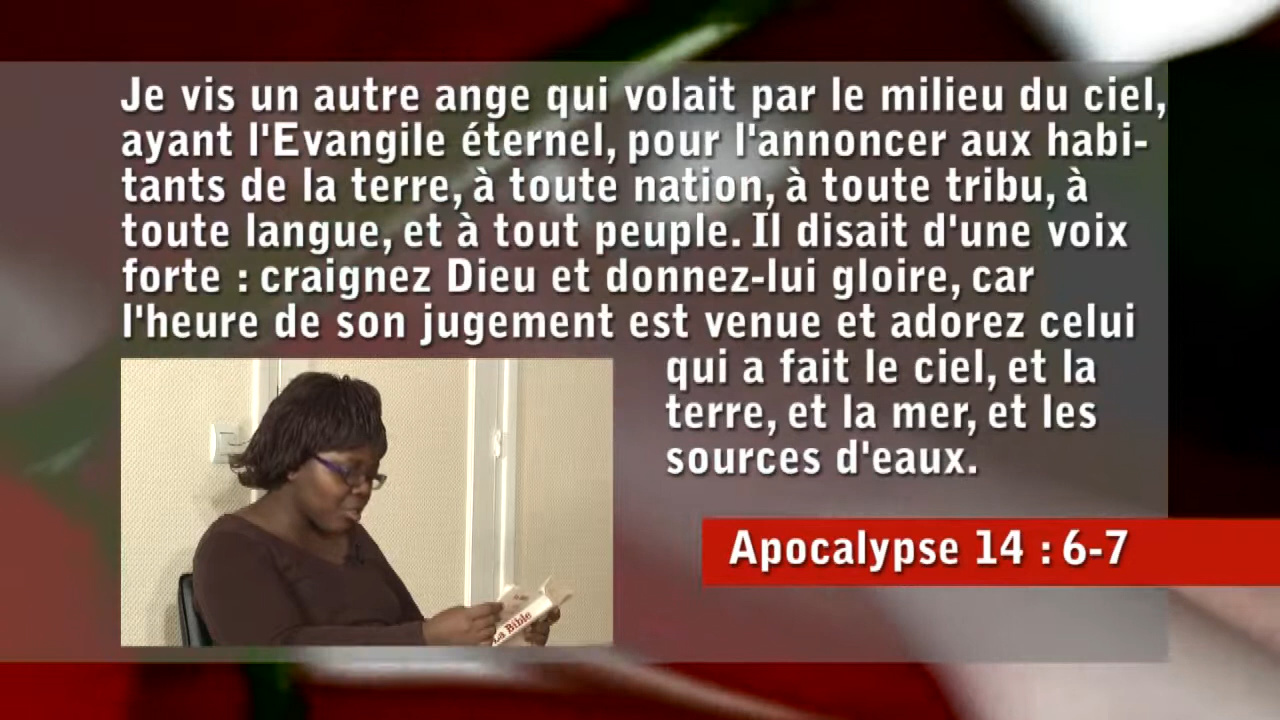 Je vis un autre ange qui volait par le milieu du ciel,
ayant l'Evangile éternel, pour l'annoncer aux habi-
tants de la terre, à toute nation, à toute tribu, à
toute langue, et à tout peuple. Il disait d'une voix
forte : craignez Dieu et donnez-lui gloire, car
l'heure de son jugement est venue et adorez celui
qui a fait le ciel, et la
terre, et la mer, et les
sources d'eaux.
Apocalypse 14 : 6-7
La Bible